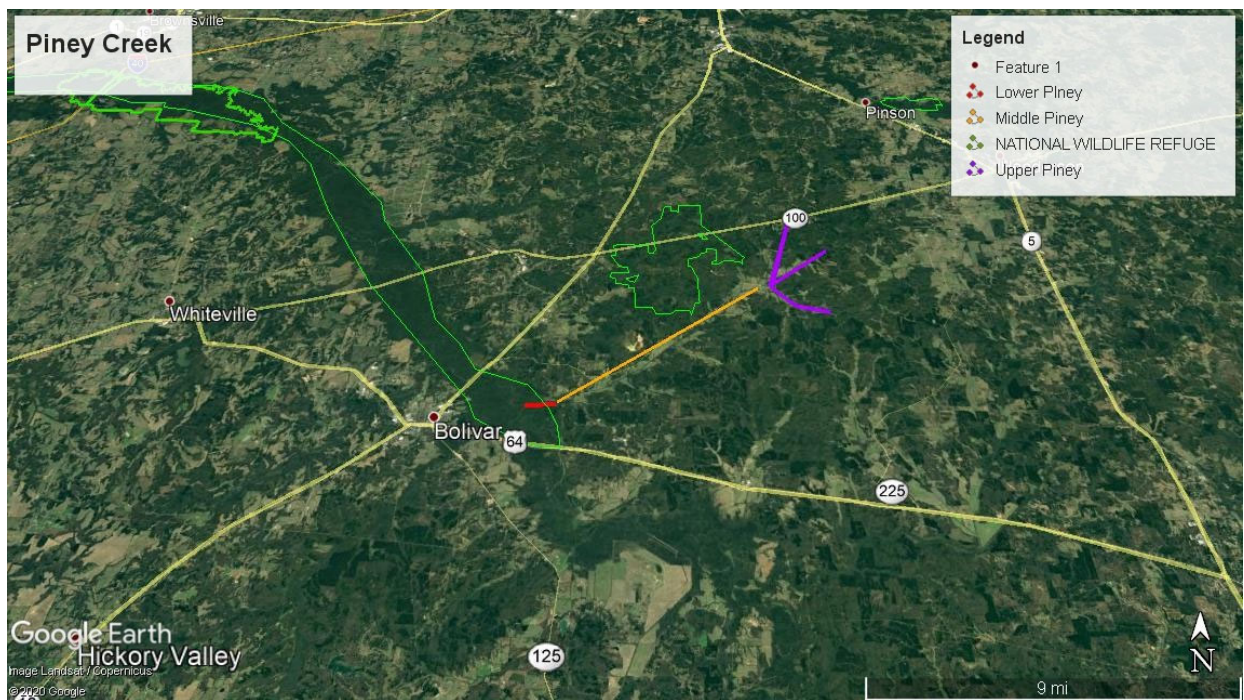 Brownsville
Piney Creek
Legend
Feature 1
Lower PIney
Middle Piney
NATIONAL WILDLIFE REFUGE
Upper Piney
Pinson
100
5
Whiteville
Bolivar
64
225
Google Earth
Hickory Valley
125
N
Image Landsat / Copernicus
© 2020 Google
9 mi